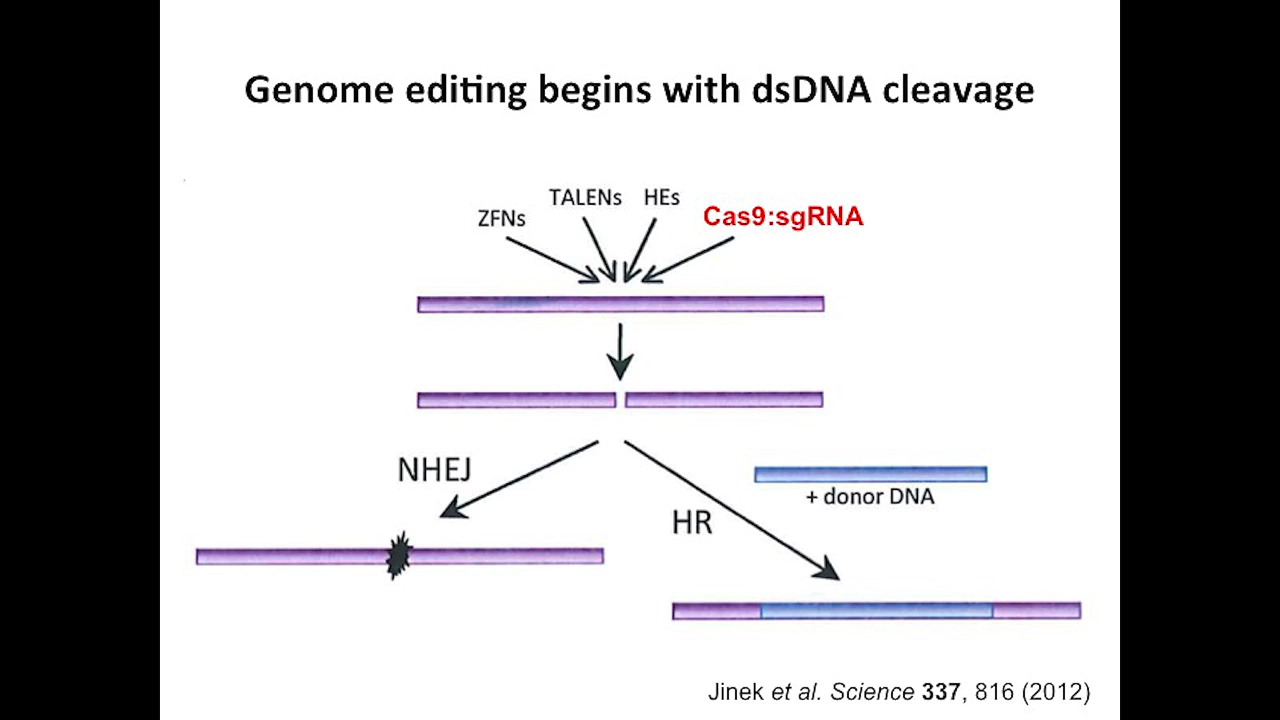 Genome editing begins with dsDNA cleavage
TALENs HEs
ZFNs
Cas9:sgRNA
NHEJ
+ donor DNA
HR
Jinek et al. Science 337, 816 (2012)